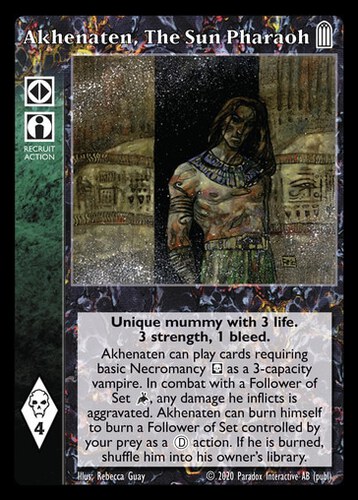 Akhenaten, The Sun Pharaoh
RECRUIT
ACTION
Unique mummy with 3 life.
3 strength, 1 bleed.
Akhenaten can play cards requiring
basic Necromancy as a 3-capacity
vampire. In combat with a Follower of
Set , any damage he inflicts is
aggravated. Akhenaten can burn himself
to burn a Follower of Set controlled by
your prey as a D action. If he is burned,
shuffle him into his owner's library.
4
Illus: Rebecca Guay © 2020 Paradox Interactive AB (publ)